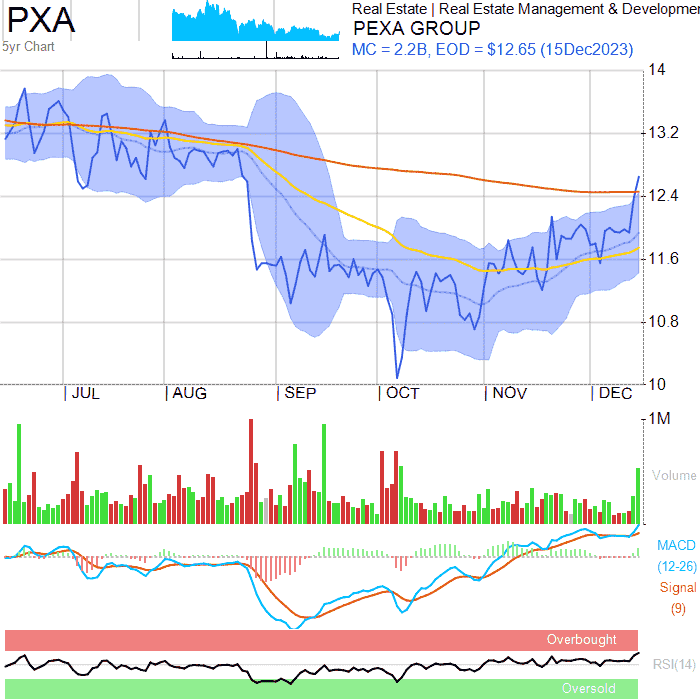 PXA
5yr Chart
Real Estate | Real Estate Management & Developmen
PEXA GROUP
MC = 2.2B, EOD = $12.65 (15Dec2023)
14
13.2
12.4
11.6
10.8
10
| JUL | AUG | SEP | OCT | NOV | DEC
1M
Volume
MACD
(12-26)
Signal
(9)
Overbought
RSI(14)
Oversold